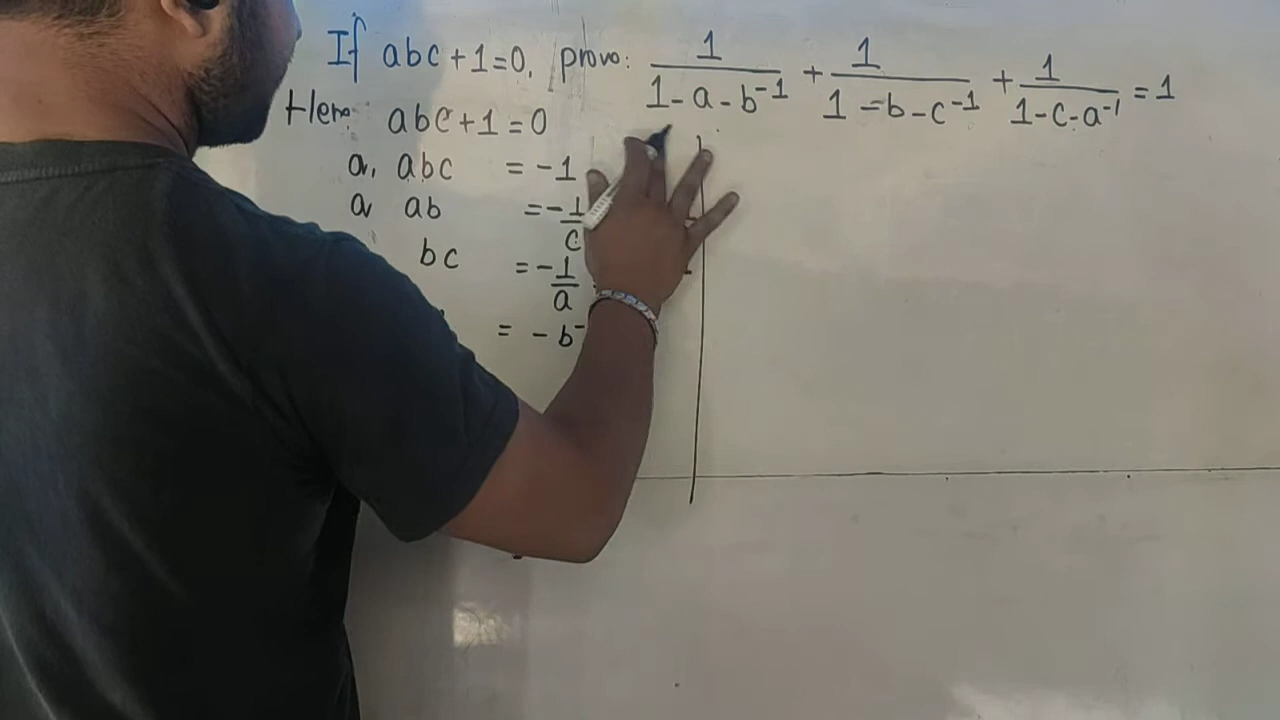 If abc+1=0, prove: 1/(1-a-b⁻¹) + 1/(1-b-c⁻¹) + 1/(1-c-a⁻¹) = 1
Here abc+1=0
a, abc = -1
a ab = -1/c
bc = -1/a
= -b⁻